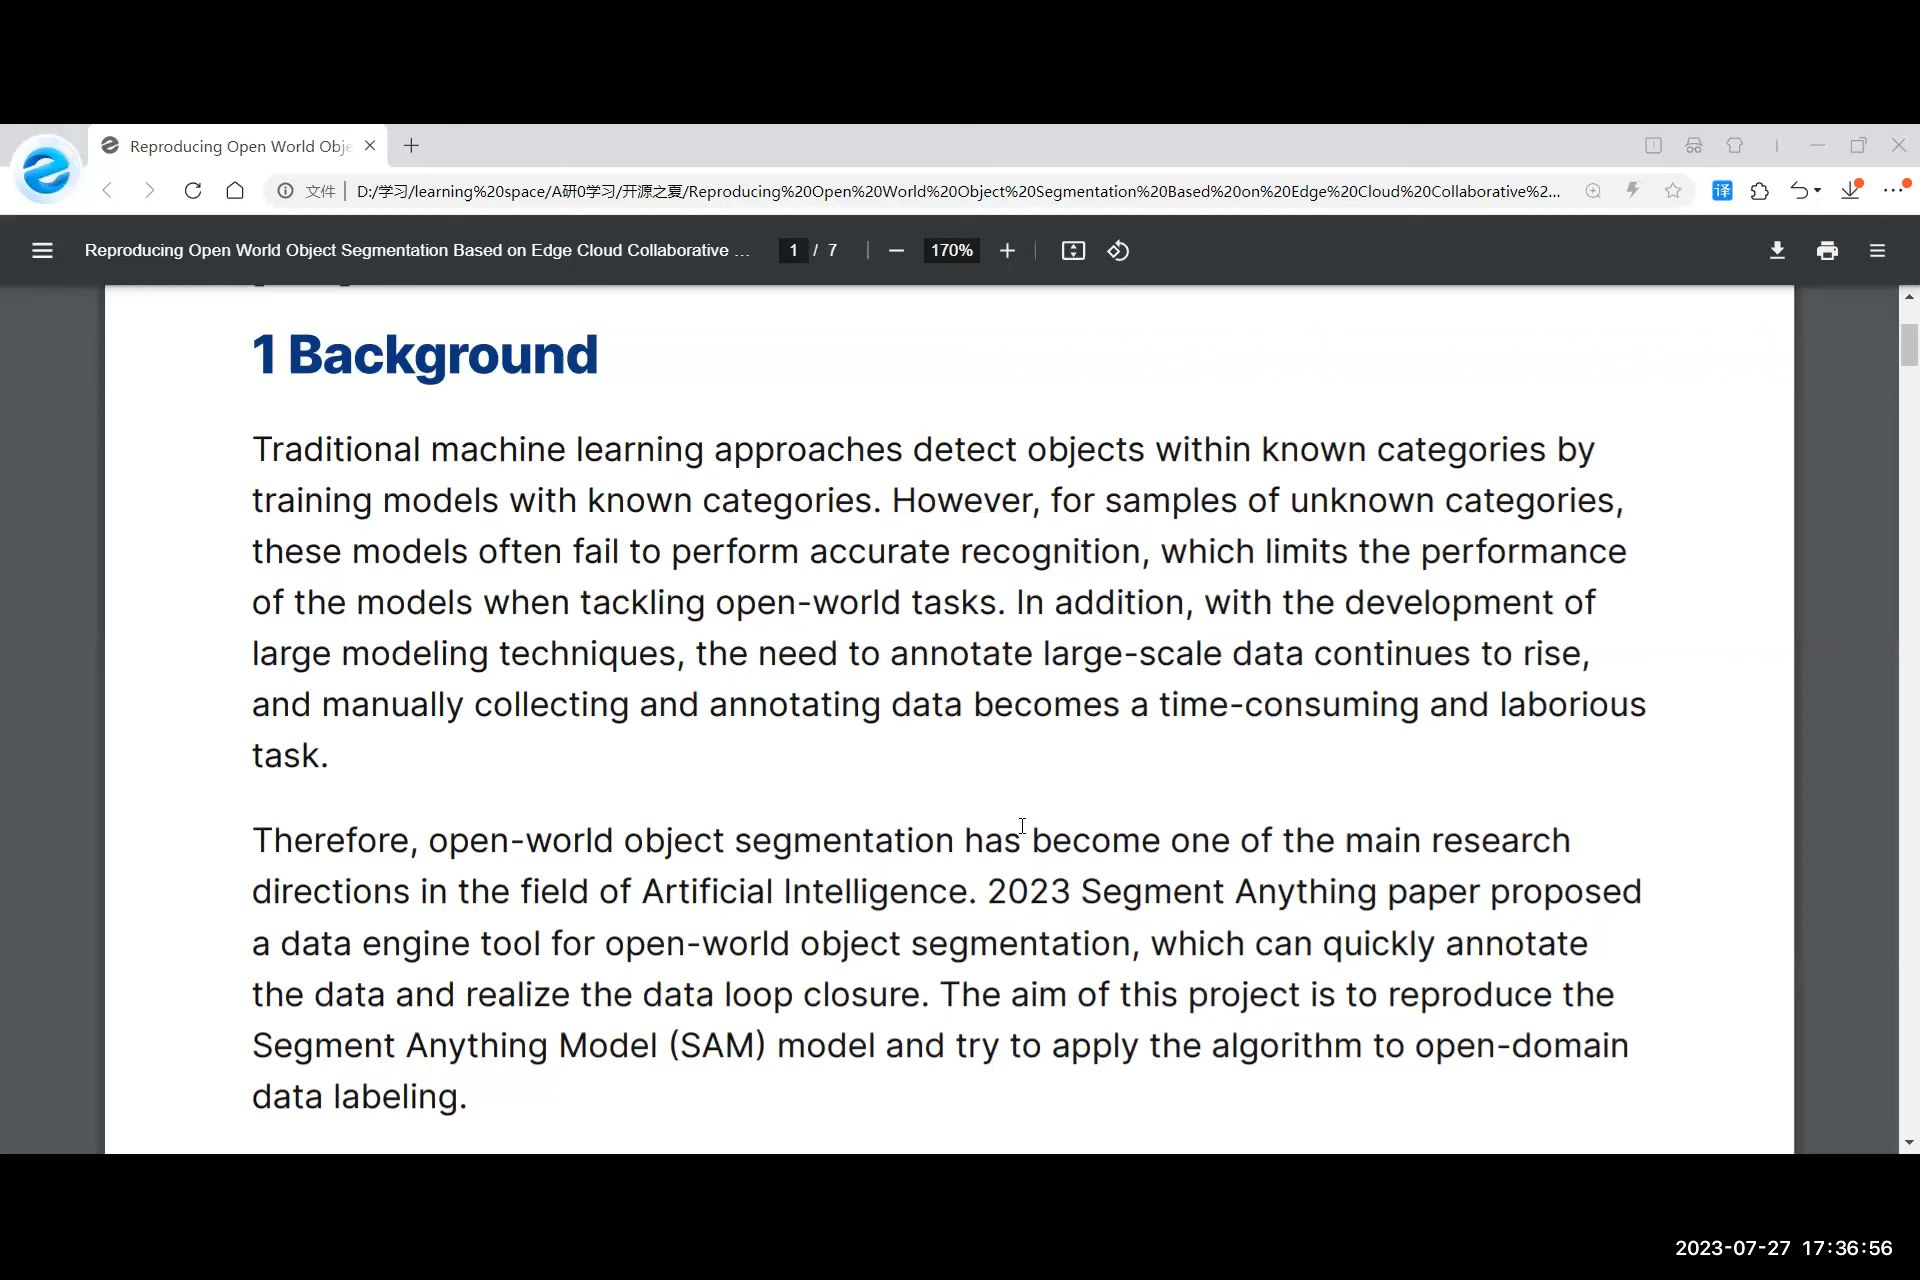 Reproducing Open World Obje
文件 D:/学习/learning%20space/A研0学习/开源之夏/Reproducing%20Open%20World%20Object%20Segmentation%20Based%20on%20Edge%20Cloud%20Collaborative%2... 译
Reproducing Open World Object Segmentation Based on Edge Cloud Collaborative ... 1 / 7 170%
1 Background
Traditional machine learning approaches detect objects within known categories by
training models with known categories. However, for samples of unknown categories,
these models often fail to perform accurate recognition, which limits the performance
of the models when tackling open-world tasks. In addition, with the development of
large modeling techniques, the need to annotate large-scale data continues to rise,
and manually collecting and annotating data becomes a time-consuming and laborious
task.
Therefore, open-world object segmentation has become one of the main research
directions in the field of Artificial Intelligence. 2023 Segment Anything paper proposed
a data engine tool for open-world object segmentation, which can quickly annotate
the data and realize the data loop closure. The aim of this project is to reproduce the
Segment Anything Model (SAM) model and try to apply the algorithm to open-domain
data labeling.
2023-07-27 17:36:56